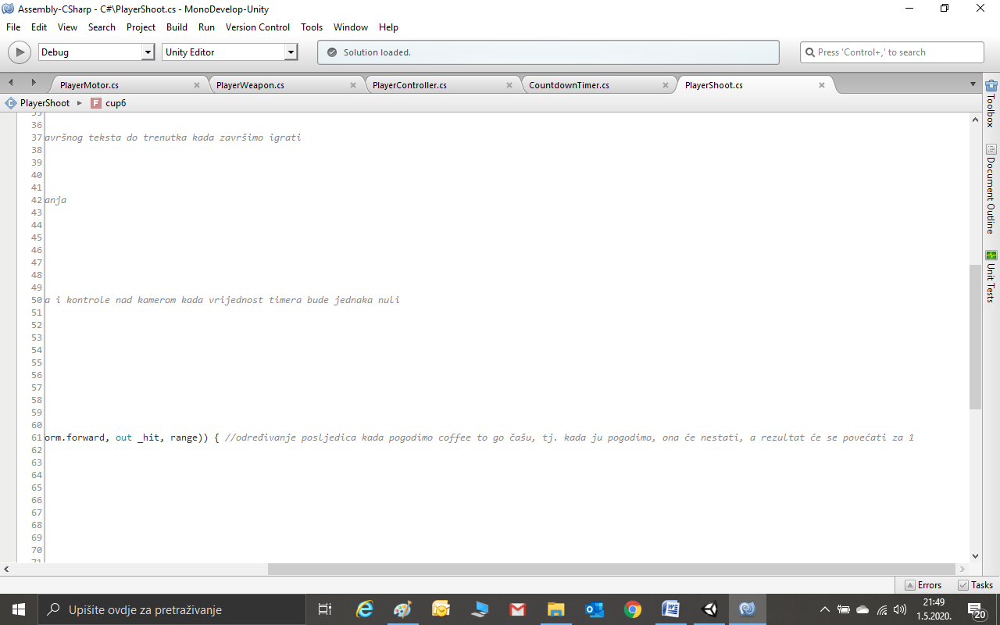 Assembly-CSharp - C#\PlayerShoot.cs - MonoDevelop-Unity
File Edit View Search Project Build Run Version Control Tools Window Help
Debug Unity Editor Solution loaded. Press 'Control+,' to search
PlayerMotor.cs PlayerWeapon.cs PlayerController.cs CountdownTimer.cs PlayerShoot.cs
PlayerShoot cup6
36
37 avršnog teksta do trenutka kada završimo igrati
38
39
40
41
42 anja
43
44
45
46
47
48
49
50 a i kontrole nad kamerom kada vrijednost timera bude jednaka nuli
51
52
53
54
55
56
57
58
59
60
61 orm.forward, out _hit, range)) { //određivanje posljedica kada pogodimo coffee to go čašu, tj. kada ju pogodimo, ona će nestati, a rezultat će se povećati za 1
62
63
64
65
66
67
68
69
70
71
Toolbox
Document Outline
Unit Tests
Errors Tasks
Upišite ovdje za pretraživanje
21:49
1.5.2020.
20